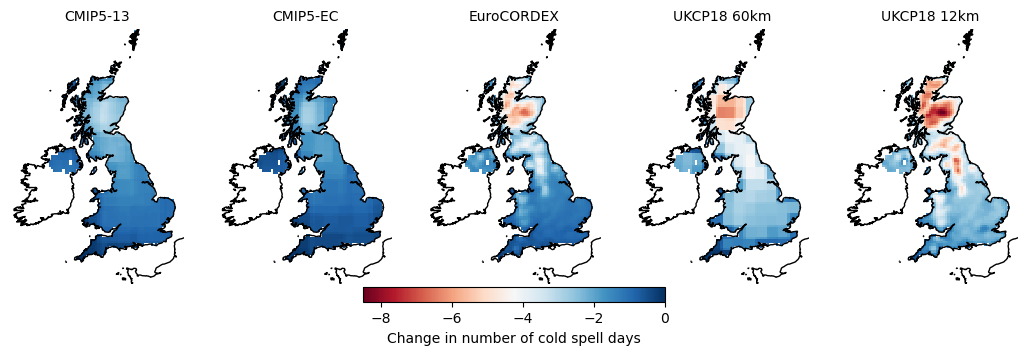 CMIP5-13 CMIP5-EC EuroCORDEX UKCP18 60km UKCP18 12km
−8 −6 −4 −2 0
Change in number of cold spell days